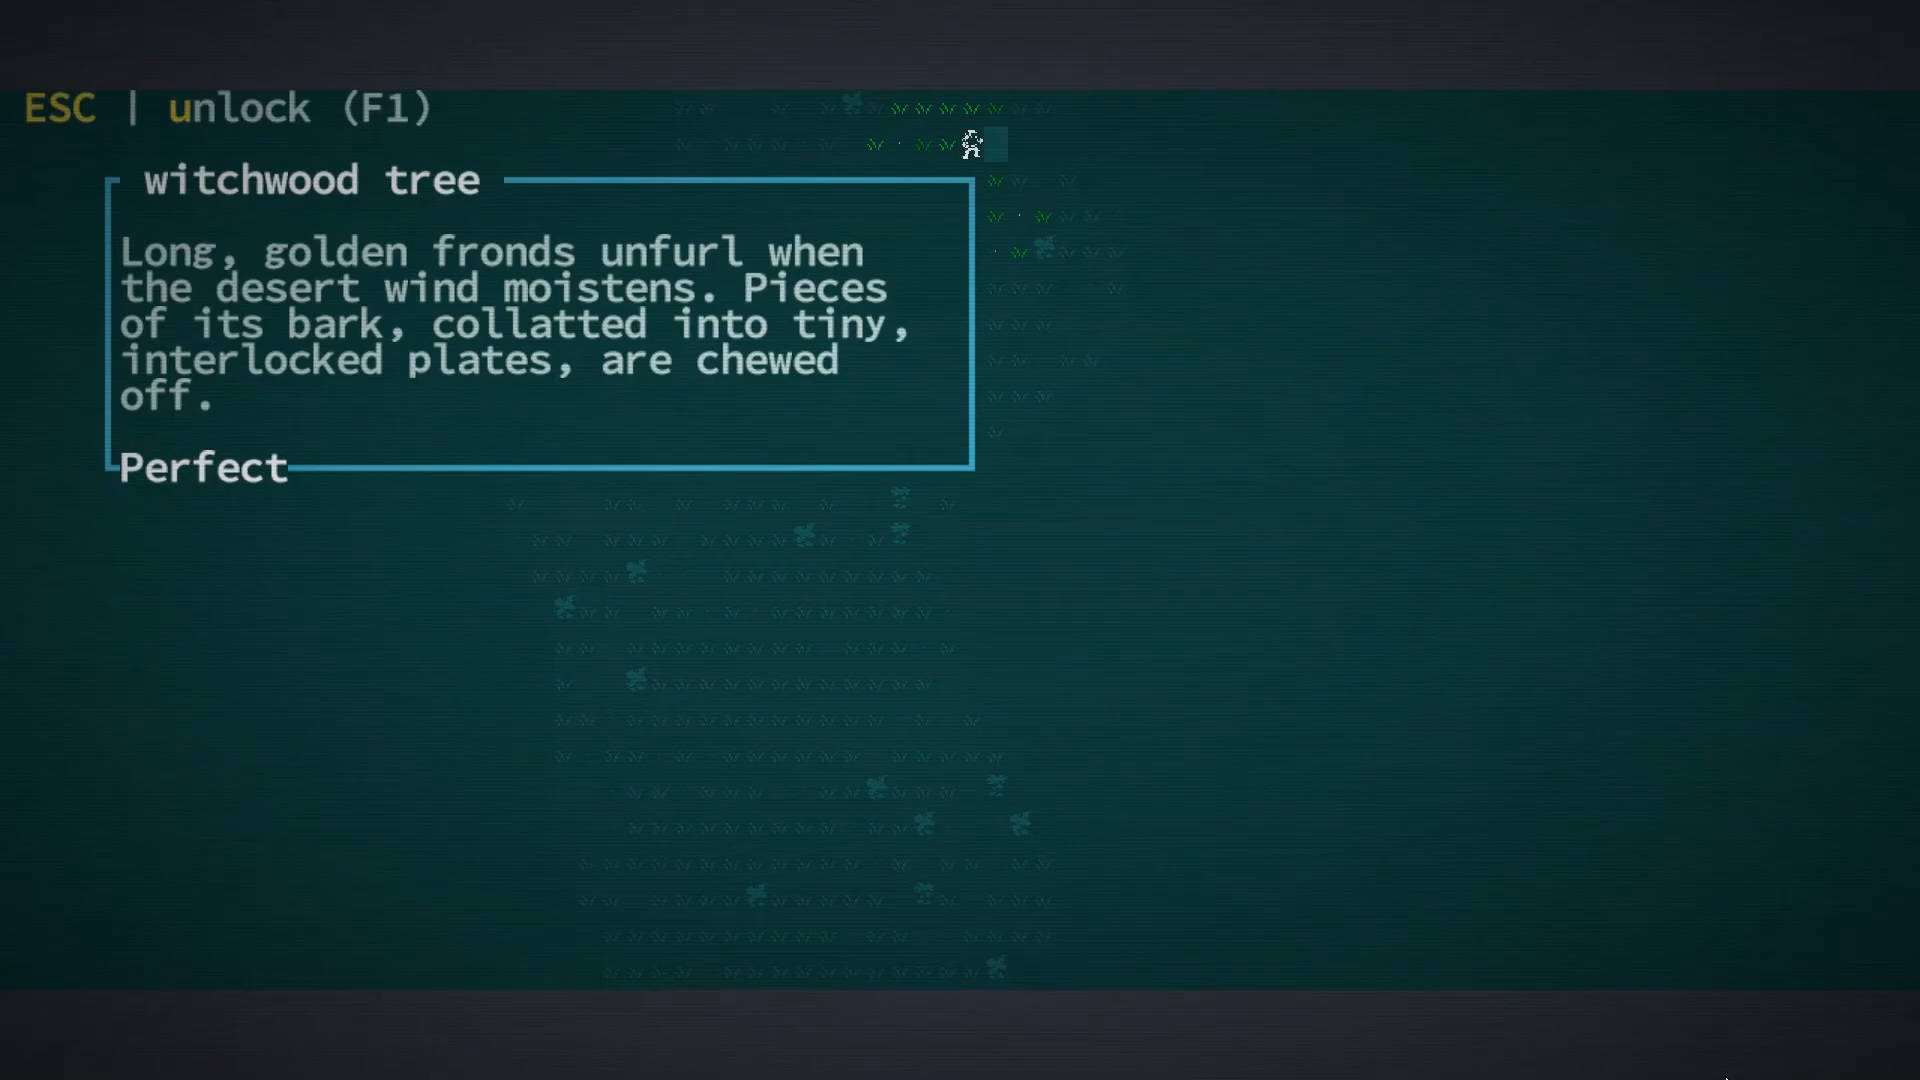 ESC | unlock (F1)
witchwood tree
Long, golden fronds unfurl when
the desert wind moistens. Pieces
of its bark, collatted into tiny,
interlocked plates, are chewed
off.
Perfect